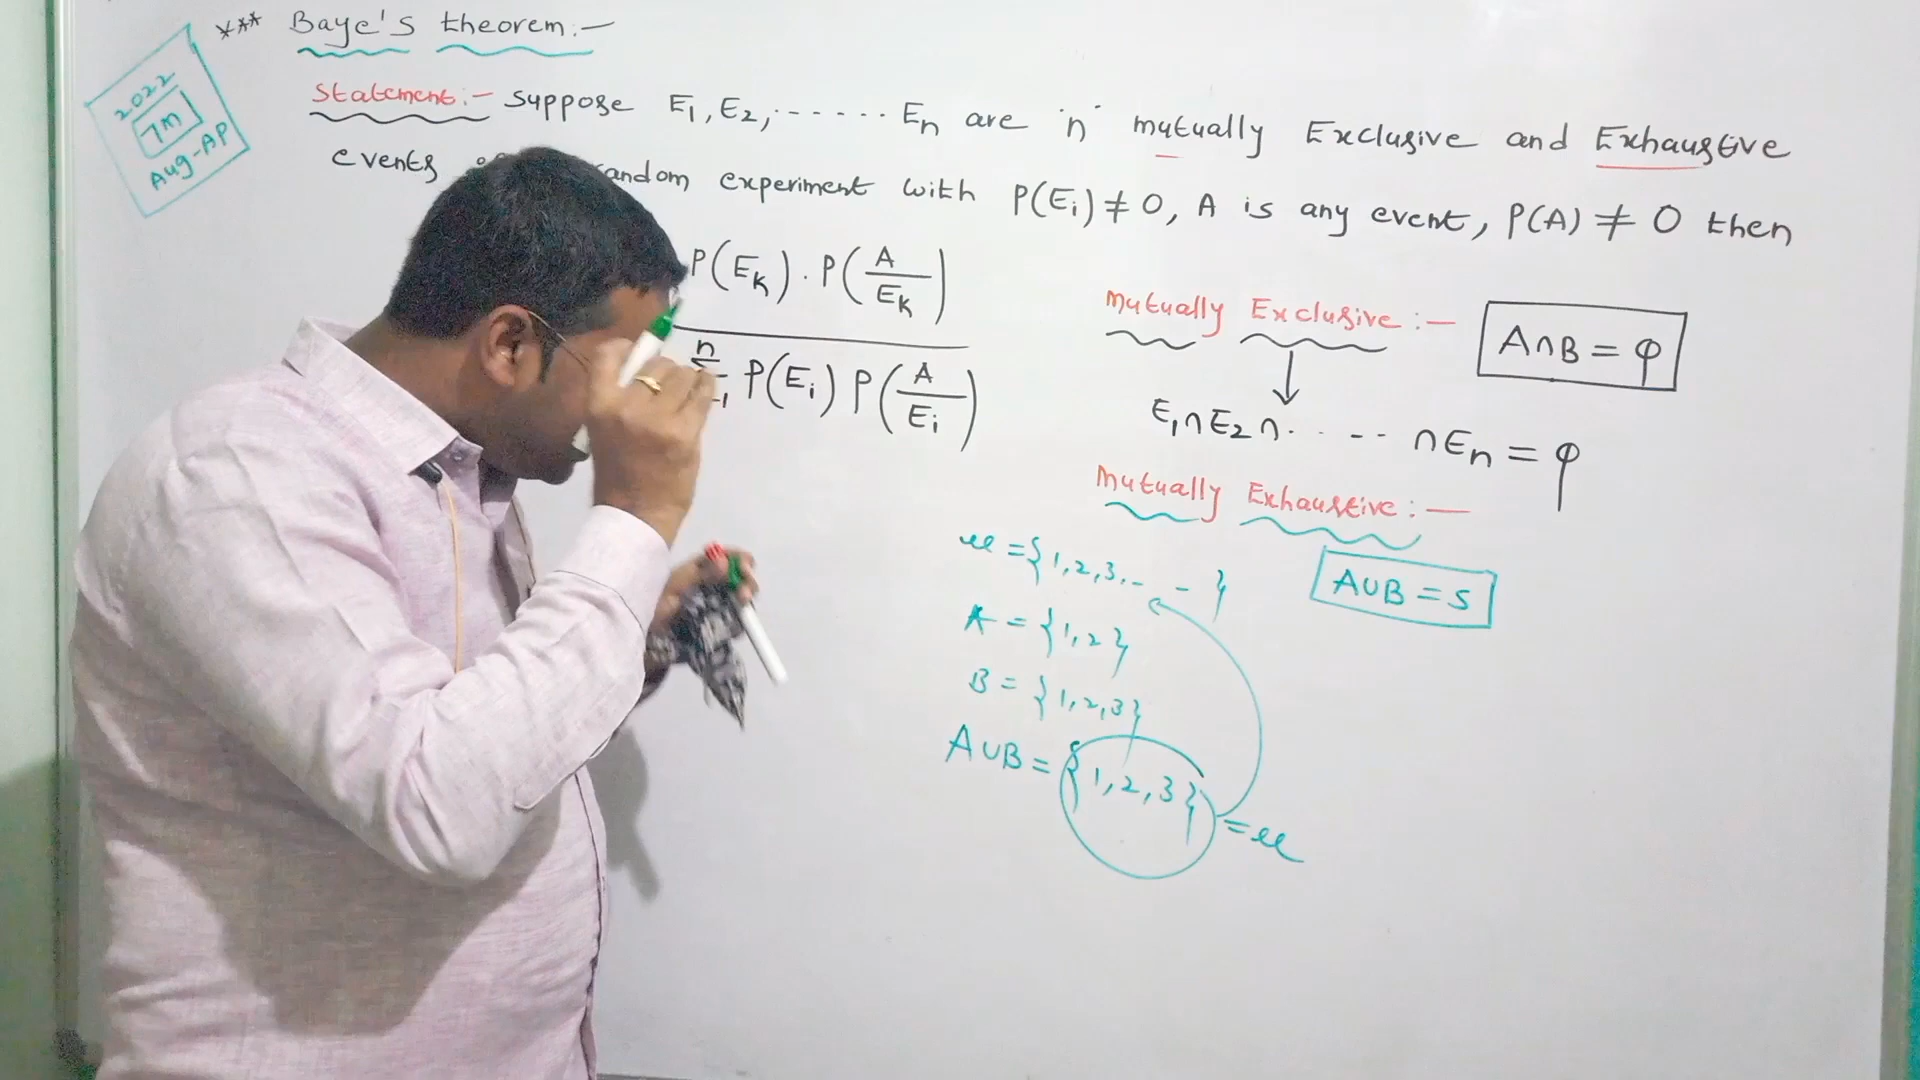 *** Baye's theorem:-
2022
7M
Aug-AP
Statement:- Suppose E1, E2, ------ En are 'n' mutually Exclusive and Exhaustive
events andom experiment with P(Ei) ≠ 0, A is any event, P(A) ≠ 0 then
P(Ek) . P(A/Ek)
n
P(Ei) P(A/Ei)
Mutually Exclusive :-
A∩B = φ
E1∩E2∩. . -- ∩En = φ
Mutually Exhaustive :-
A∪B = S
μ = {1,2,3,-- }
A = {1,2}
B = {1,2,3}
A∪B = {1,2,3} = μ